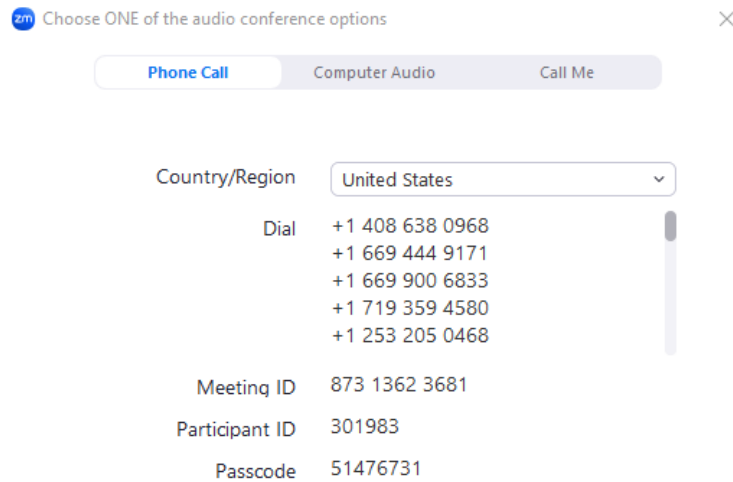 zm Choose ONE of the audio conference options
Phone Call Computer Audio Call Me
Country/Region United States
Dial +1 408 638 0968
+1 669 444 9171
+1 669 900 6833
+1 719 359 4580
+1 253 205 0468
Meeting ID 873 1362 3681
Participant ID 301983
Passcode 51476731